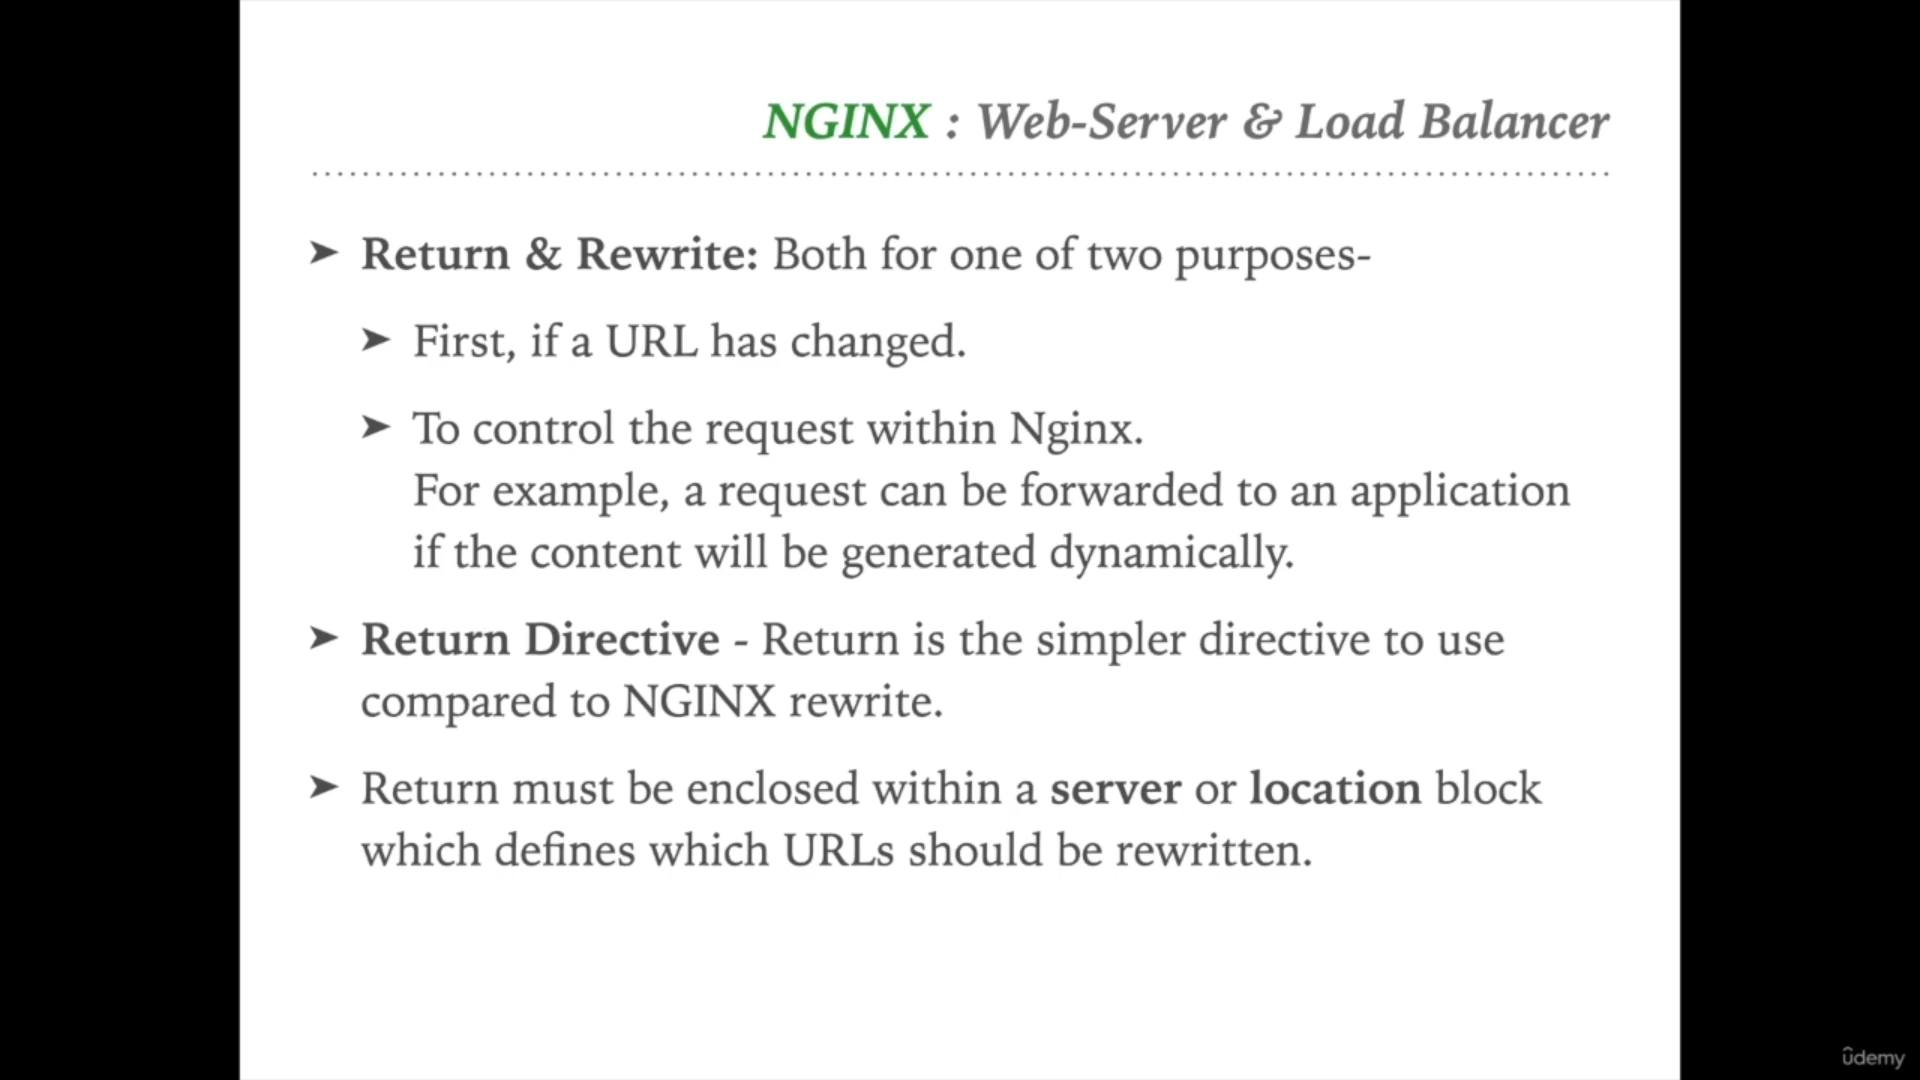 NGINX : Web-Server & Load Balancer
➤ Return & Rewrite: Both for one of two purposes-
➤ First, if a URL has changed.
➤ To control the request within Nginx.
For example, a request can be forwarded to an application
if the content will be generated dynamically.
➤ Return Directive - Return is the simpler directive to use
compared to NGINX rewrite.
➤ Return must be enclosed within a server or location block
which defines which URLs should be rewritten.
ûdemy